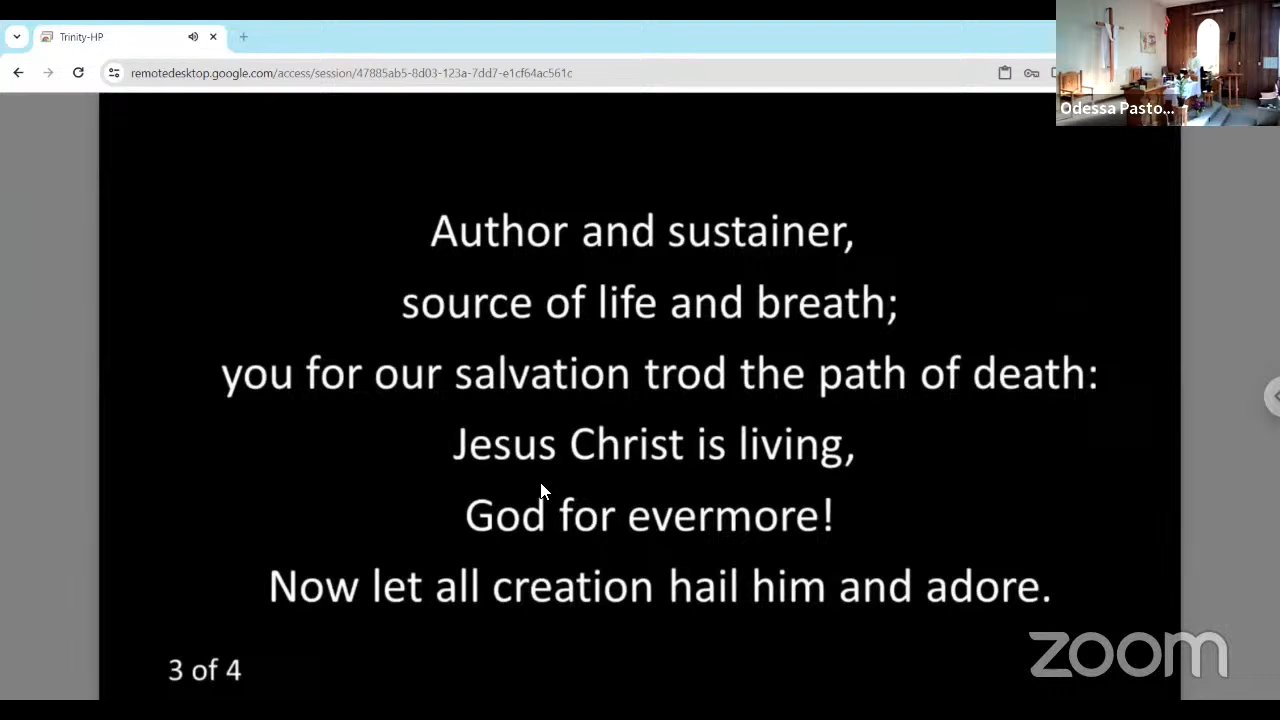 Trinity-HP
remotedesktop.google.com/access/session/47885ab5-8d03-123a-7dd7-e1cf64ac561c
Odessa Pasto...
Author and sustainer,
source of life and breath;
you for our salvation trod the path of death:
Jesus Christ is living,
God for evermore!
Now let all creation hail him and adore.
3 of 4
zoom